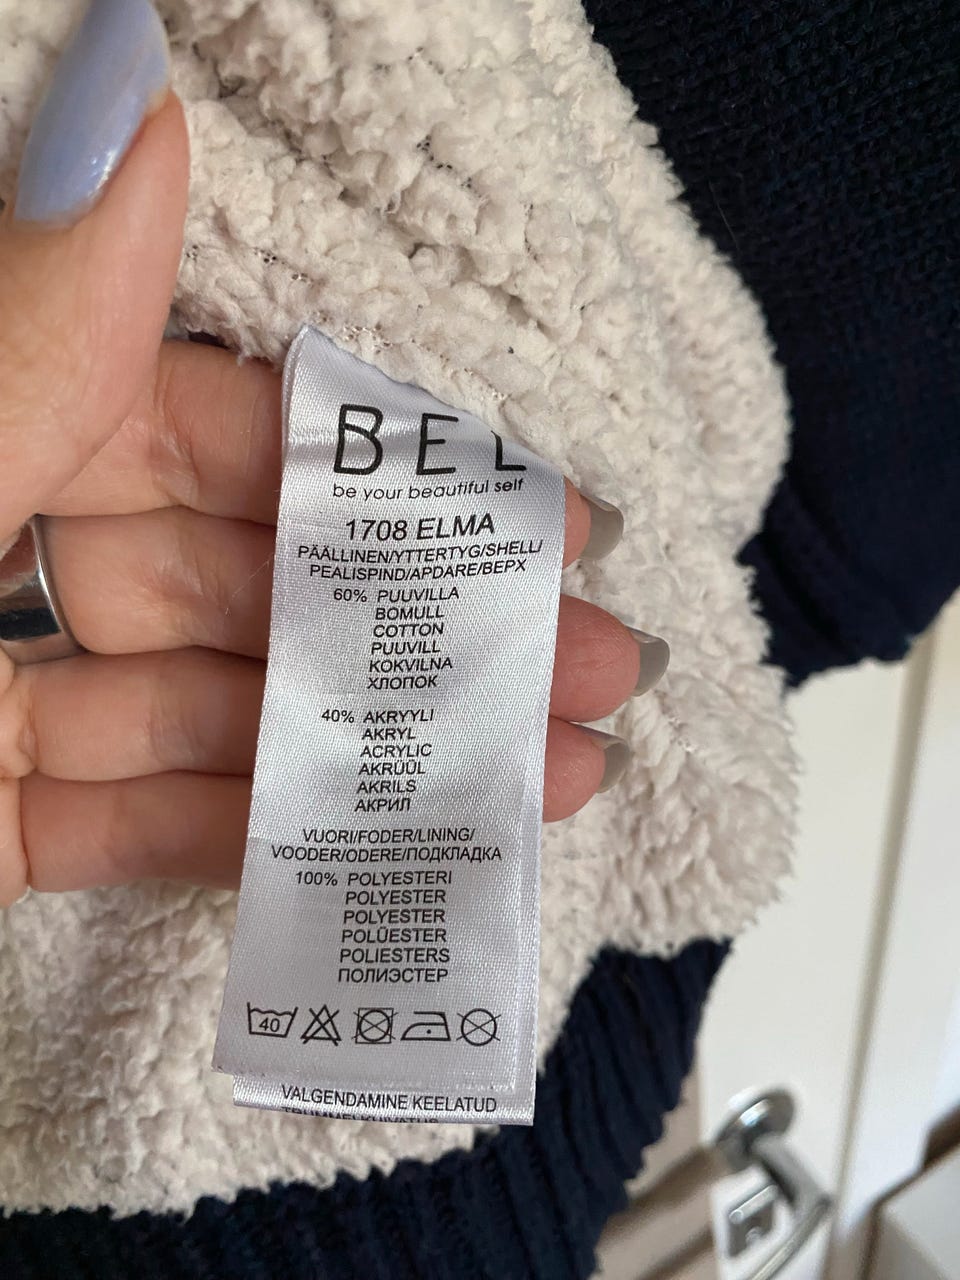 BEL
be your beautiful self
1708 ELMA
PÄÄLLINEN/YTTERTYG/SHELL/
PEALISPIND/APDARE/ВЕРХ
60% PUUVILLA
BOMULL
COTTON
PUUVILL
KOKVILNA
ХЛОПОК
40% AKRYYLI
AKRYL
ACRYLIC
AKRÜÜL
AKRILS
АКРИЛ
VUORI/FODER/LINING/
VOODER/ODERE/ПОДКЛАДКА
100% POLYESTERI
POLYESTER
POLYESTER
POLÜESTER
POLIESTERS
ПОЛИЭСТЕР
40
VALGENDAMINE KEELATUD